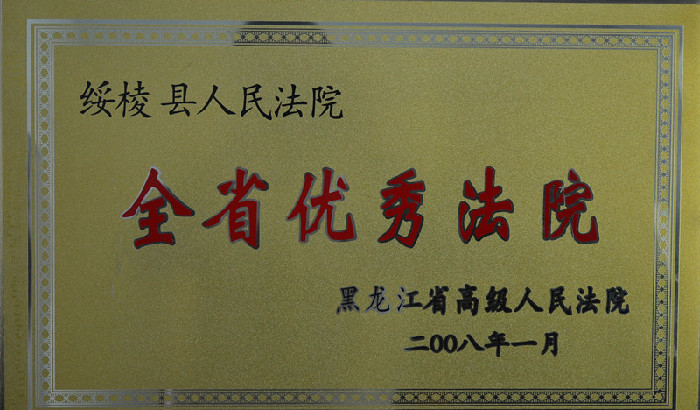 绥棱县人民法院
全省优秀法院
黑龙江省高级人民法院
二00八年一月